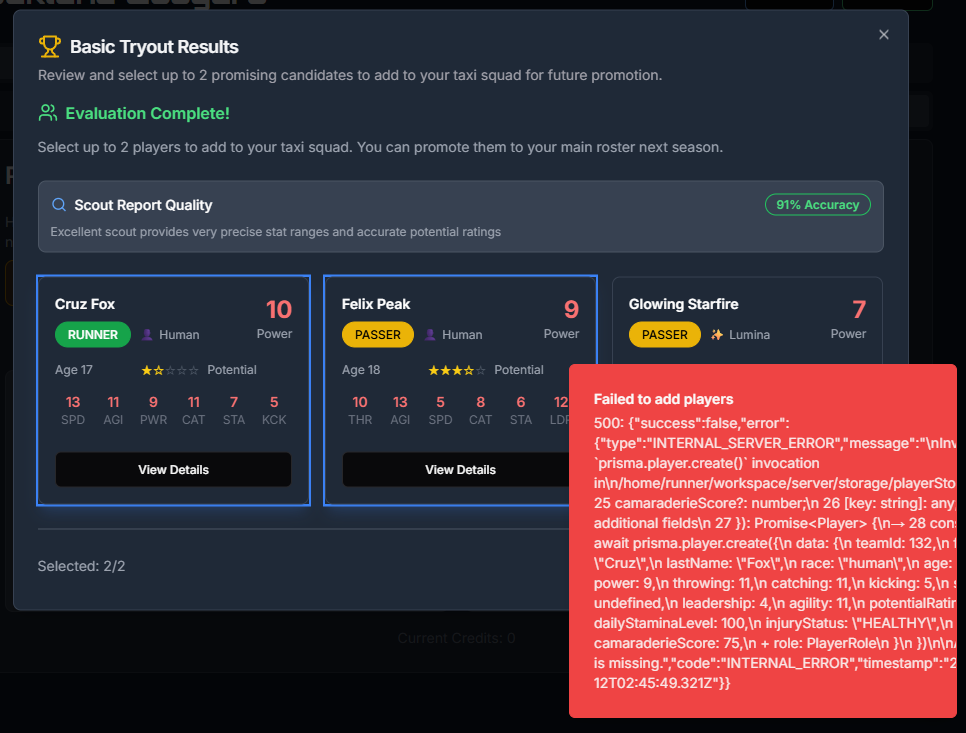 Basic Tryout Results
Review and select up to 2 promising candidates to add to your taxi squad for future promotion.
Evaluation Complete!
Select up to 2 players to add to your taxi squad. You can promote them to your main roster next season.
Scout Report Quality
91% Accuracy
Excellent scout provides very precise stat ranges and accurate potential ratings
Cruz Fox
10
RUNNER Human
Power
Age 17
Potential
13 11 9 11 7 5
SPD AGI PWR CAT STA KCK
View Details
Felix Peak
9
PASSER Human
Power
Age 18
Potential
10 13 5 8 6 12
THR AGI SPD CAT STA LDR
View Details
Glowing Starfire
7
PASSER Lumina
Power
Selected: 2/2
Current Credits: 0
Failed to add players
500: {"success":false,"error":
{"type":"INTERNAL_SERVER_ERROR","message":"\nInv
`prisma.player.create()` invocation
in\n/home/runner/workspace/server/storage/playerSto
25 camaraderieScore?: number;\n 26 [key: string]: any
additional fields\n 27 }): Promise<Player> {\n→ 28 con
await prisma.player.create({\n data: {\n teamId: 132,\n
\"Cruz\",\n lastName: \"Fox\",\n race: \"human\",\n age:
power: 9,\n throwing: 11,\n catching: 11,\n kicking: 5,\n
undefined,\n leadership: 4,\n agility: 11,\n potentialRatin
dailyStaminaLevel: 100,\n injuryStatus: \"HEALTHY\",\n
camaraderieScore: 75,\n + role: PlayerRole\n }\n })\n\n
is missing.","code":"INTERNAL_ERROR","timestamp":"2
12T02:45:49.321Z"}}